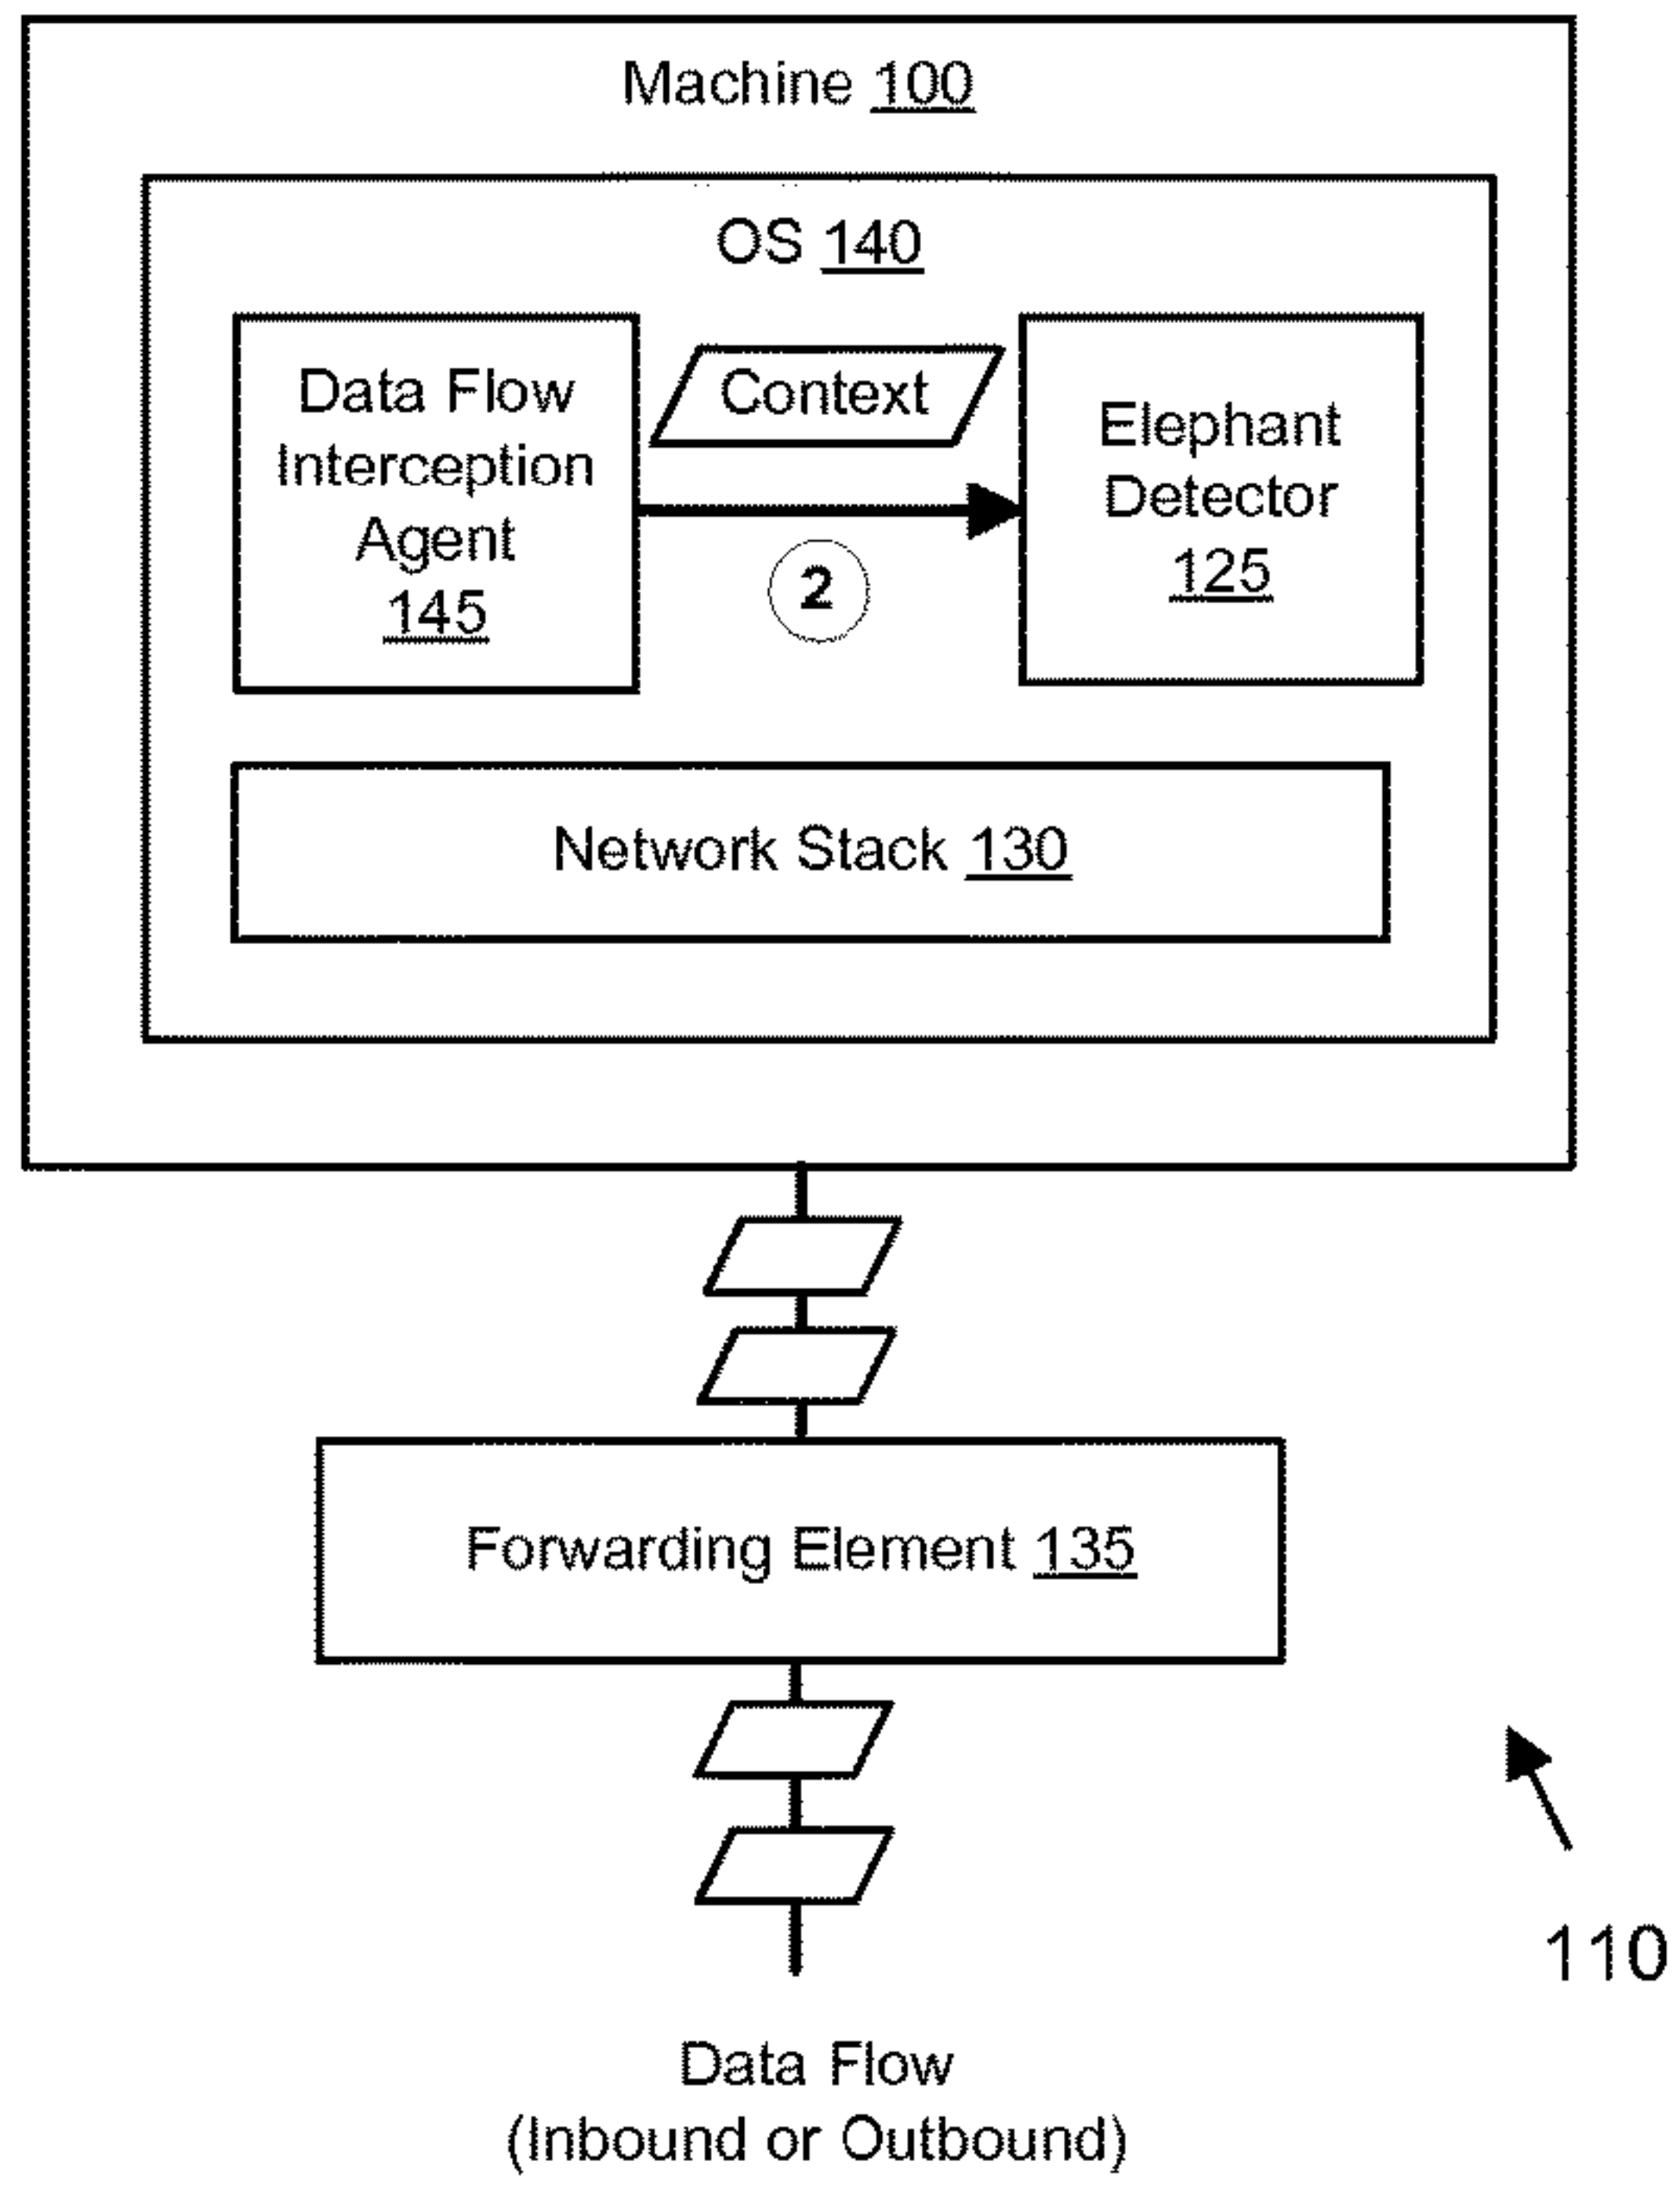 Machine 100
OS 140
Data Flow
Interception
Agent
145
Context
2
Elephant
Detector
125
Network Stack 130
Forwarding Element 135
110
Data Flow
(Inbound or Outbound)